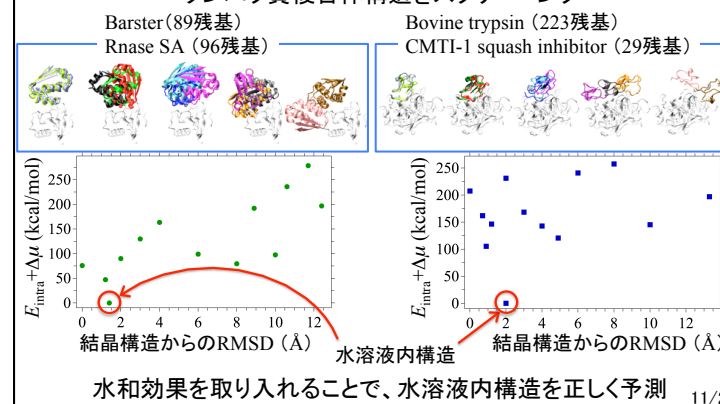 Barster(89残基)
Rnase SA (96残基)
Bovine trypsin (223残基)
CMTI-1 squash inhibitor (29残基)
E_intra+Δμ (kcal/mol)
250
200
150
100
50
0
0 2 4 6 8 10 12
結晶構造からのRMSD (Å)
E_intra+Δμ (kcal/mol)
250
200
150
100
50
0
0 2 4 6 8 10 12
結晶構造からのRMSD (Å)
水溶液内構造
水和効果を取り入れることで、水溶液内構造を正しく予測
11/